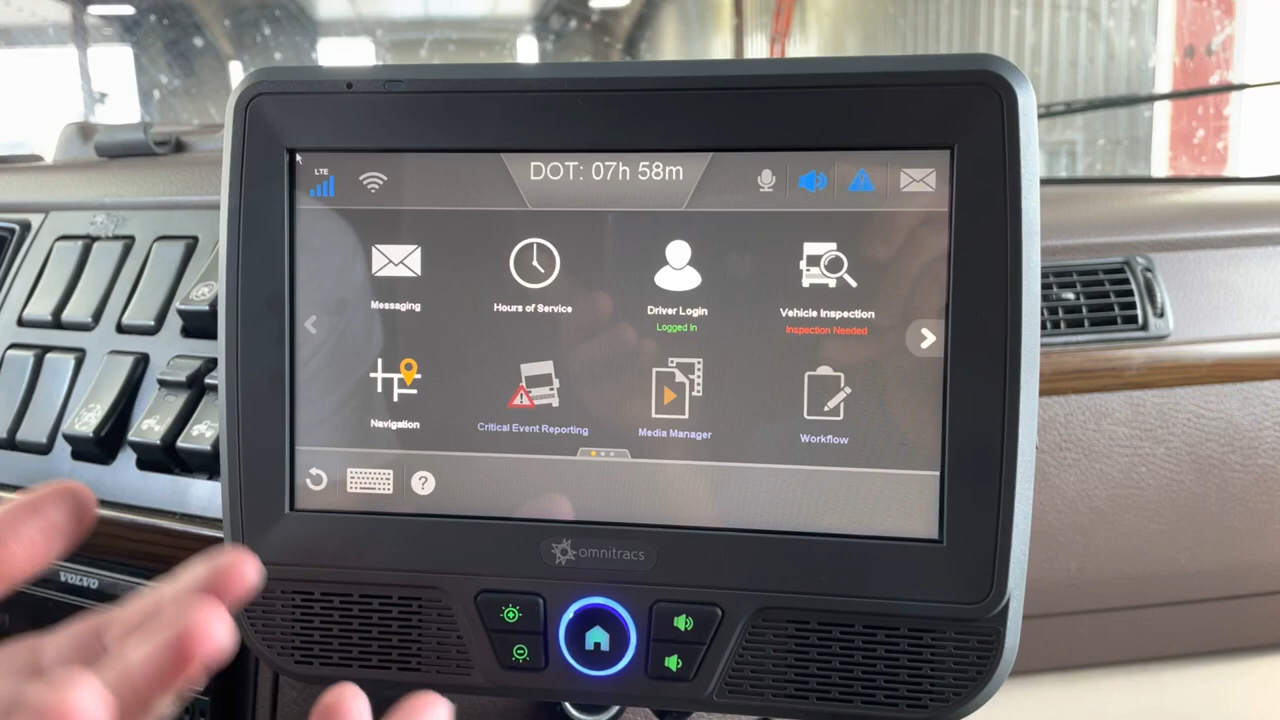 LTE
DOT: 07h 58m
Messaging
Hours of Service
Driver Login
Logged In
Vehicle Inspection
Inspection Needed
Navigation
Critical Event Reporting
Media Manager
Workflow
?
omnitracs
VOLVO